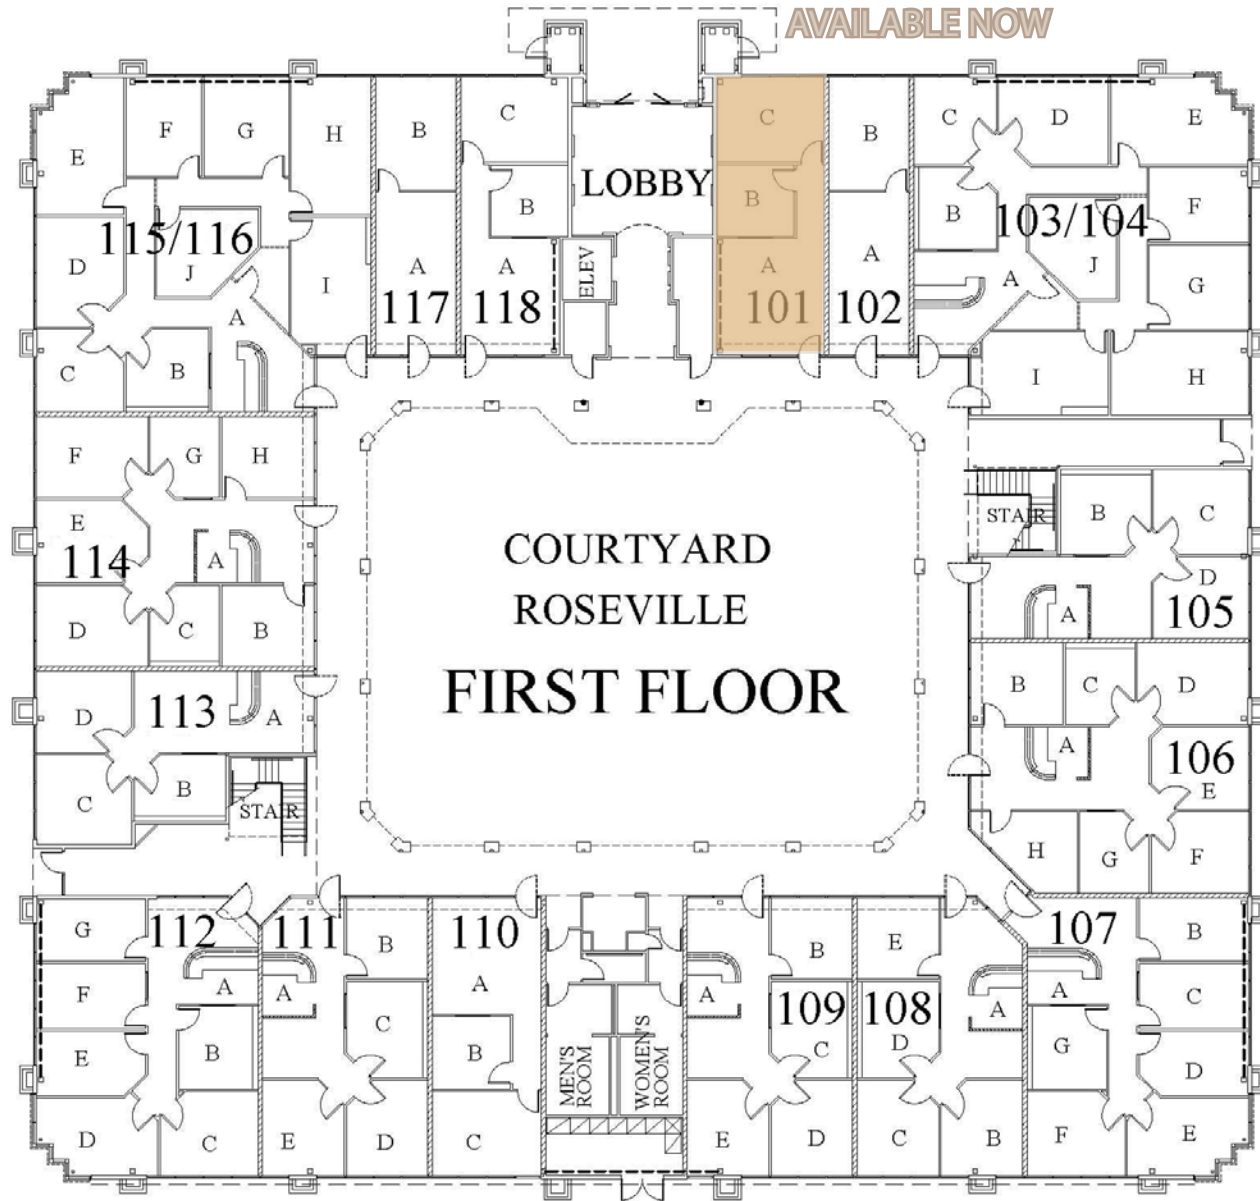 AVAILABLE NOW
E
F
G
H
B
C
B
LOBBY
C
B
B
C
D
E
115/116
D
J
A
I
A
117
A
118
ELEV
A
101
A
102
B
103/104
A
J
F
G
C
B
I
H
F
G
H
E
114
A
D
C
B
COURTYARD
ROSEVILLE
FIRST FLOOR
STAIR
B
C
D
A
105
B
C
D
A
106
E
H
G
F
D
113
A
C
B
STAIR
G
112
A
F
B
E
D
C
111
B
A
C
E
D
110
A
B
C
MEN'S
ROOM
WOMEN'S
ROOM
A
B
109
C
E
D
E
108
D
A
C
B
107
B
A
C
G
D
F
E